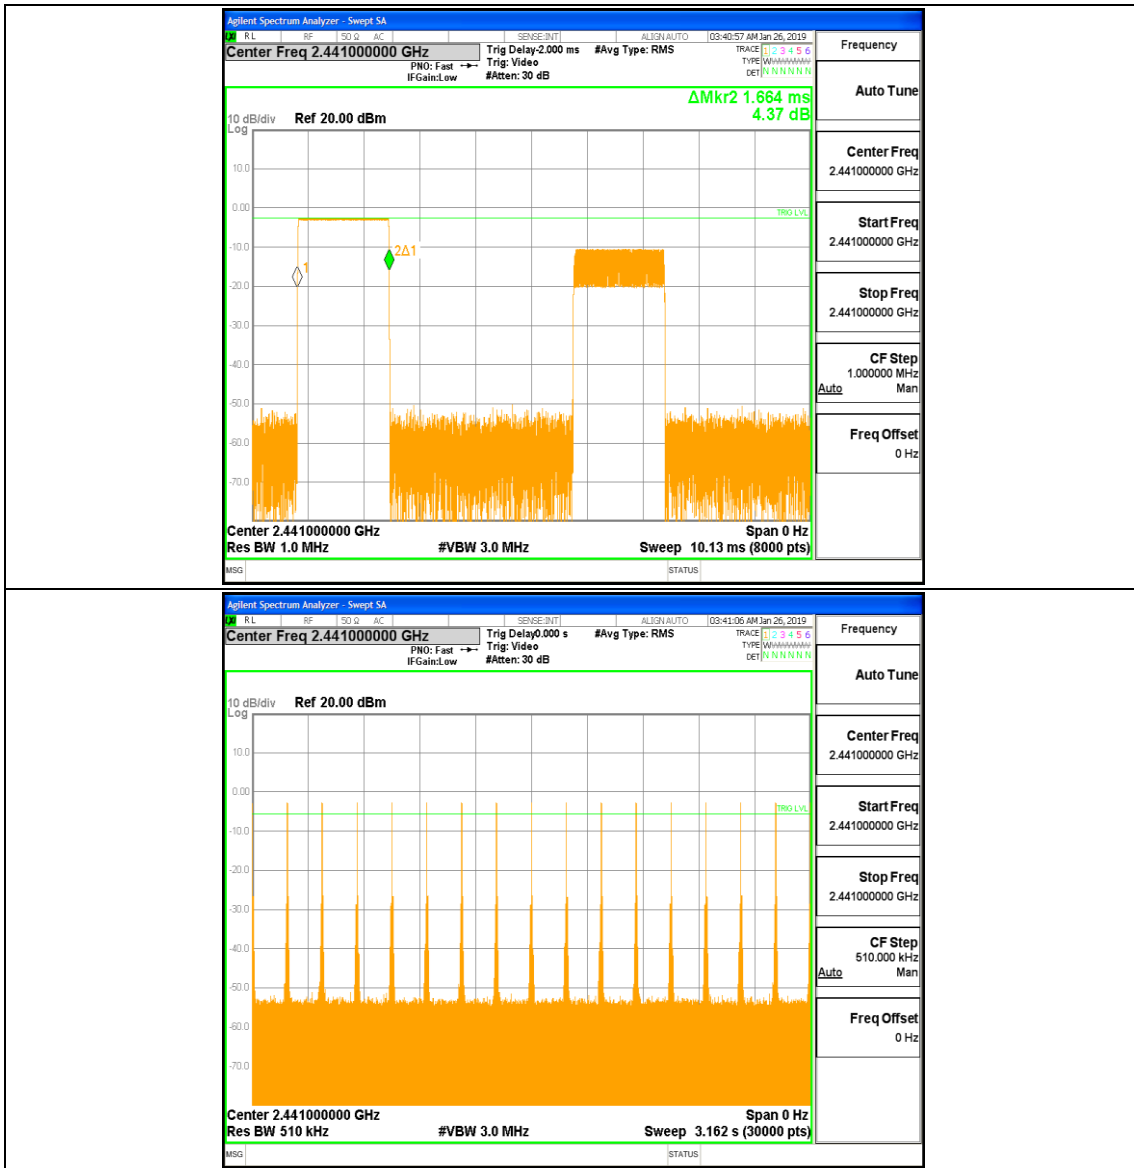 Agilent Spectrum Analyzer - Swept SA
RL RF 50 Ω AC SENSE:INT ALIGN AUTO 03:40:57 AM Jan 26, 2019
Center Freq 2.441000000 GHz
PNO: Fast
IFGain:Low
Trig Delay-2.000 ms
Trig: Video
#Atten: 30 dB
#Avg Type: RMS
TRACE 1 2 3 4 5 6
TYPE W
DET N N N N N N
Frequency
Auto Tune
ΔMkr2 1.664 ms
4.37 dB
10 dB/div
Log
Ref 20.00 dBm
10.0
0.00
-10.0
-20.0
-30.0
-40.0
-50.0
-60.0
-70.0
TRIG LVL
1
2Δ1
Center Freq
2.441000000 GHz
Start Freq
2.441000000 GHz
Stop Freq
2.441000000 GHz
CF Step
1.000000 MHz
Auto Man
Freq Offset
0 Hz
Center 2.441000000 GHz Span 0 Hz
Res BW 1.0 MHz #VBW 3.0 MHz Sweep 10.13 ms (8000 pts)
MSG STATUS
Agilent Spectrum Analyzer - Swept SA
RL RF 50 Ω AC SENSE:INT ALIGN AUTO 03:41:06 AM Jan 26, 2019
Center Freq 2.441000000 GHz
PNO: Fast
IFGain:Low
Trig Delay0.000 s
Trig: Video
#Atten: 30 dB
#Avg Type: RMS
TRACE 1 2 3 4 5 6
TYPE W
DET N N N N N N
Frequency
Auto Tune
10 dB/div
Log
Ref 20.00 dBm
10.0
0.00
-10.0
-20.0
-30.0
-40.0
-50.0
-60.0
-70.0
TRIG LVL
Center Freq
2.441000000 GHz
Start Freq
2.441000000 GHz
Stop Freq
2.441000000 GHz
CF Step
510.000 kHz
Auto Man
Freq Offset
0 Hz
Center 2.441000000 GHz Span 0 Hz
Res BW 510 kHz #VBW 3.0 MHz Sweep 3.162 s (30000 pts)
MSG STATUS